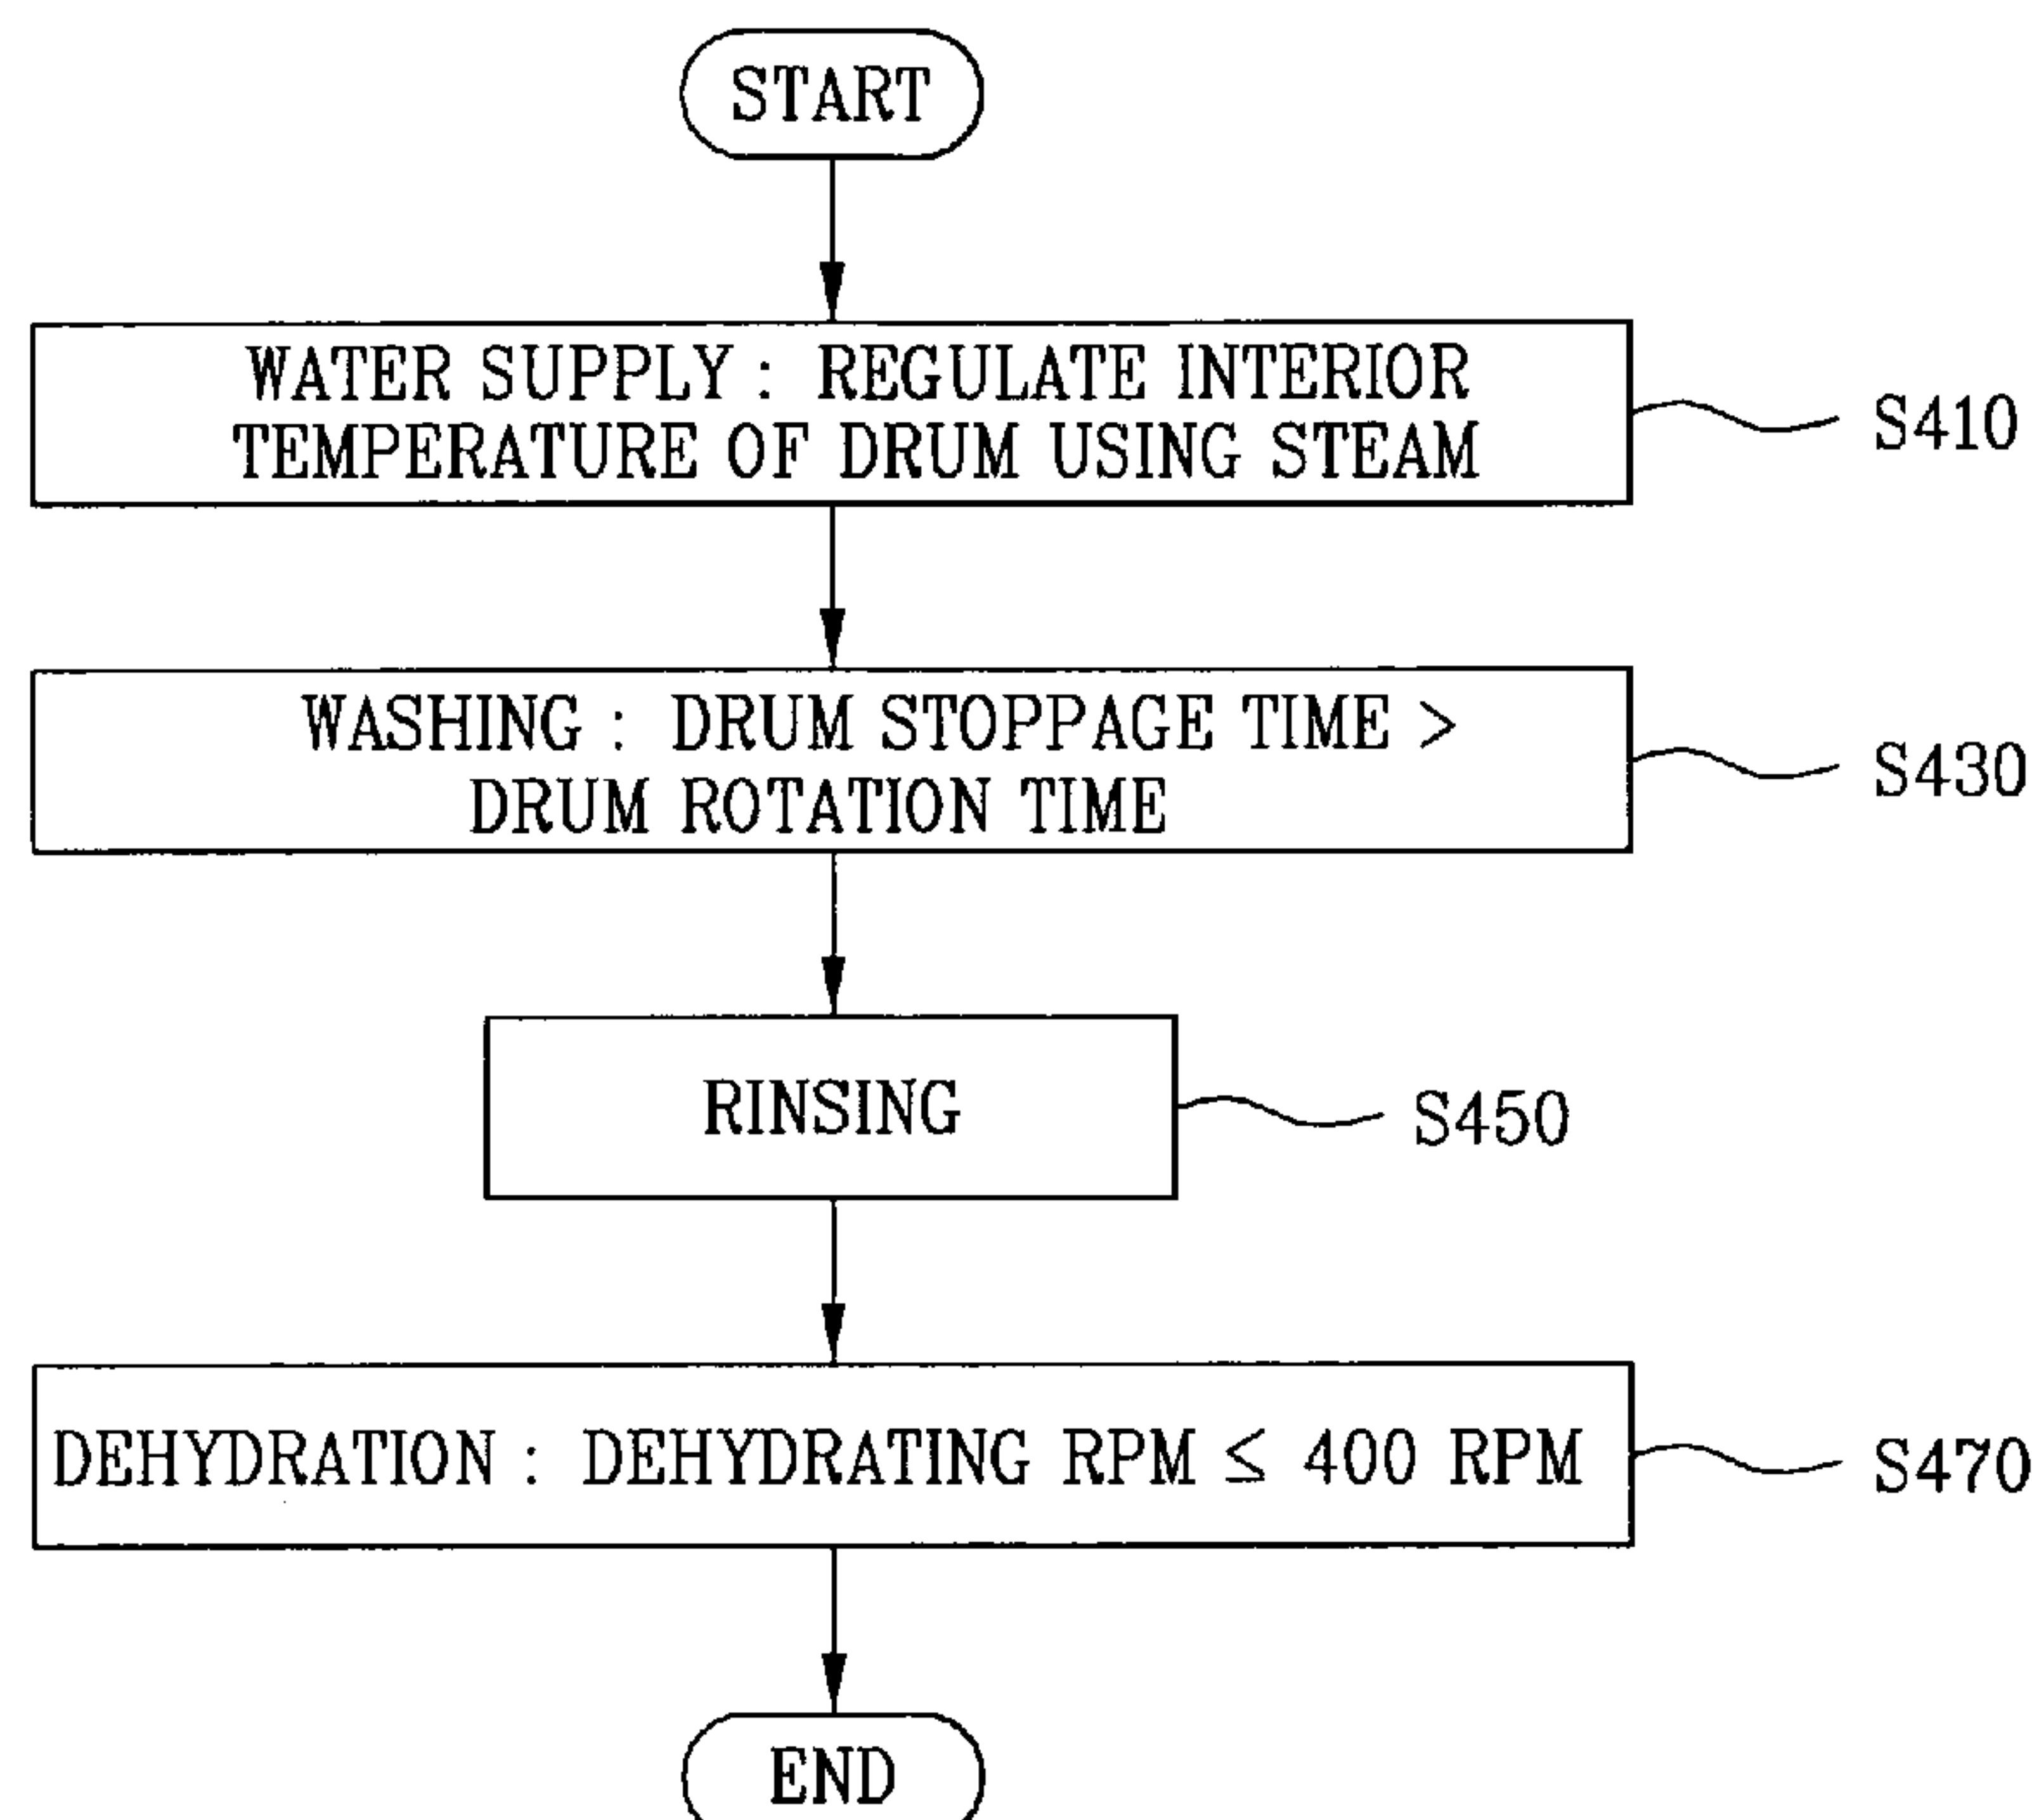 START
WATER SUPPLY : REGULATE INTERIOR
TEMPERATURE OF DRUM USING STEAM
S410
WASHING : DRUM STOPPAGE TIME >
DRUM ROTATION TIME
S430
RINSING
S450
DEHYDRATION : DEHYDRATING RPM ≤ 400 RPM
S470
END